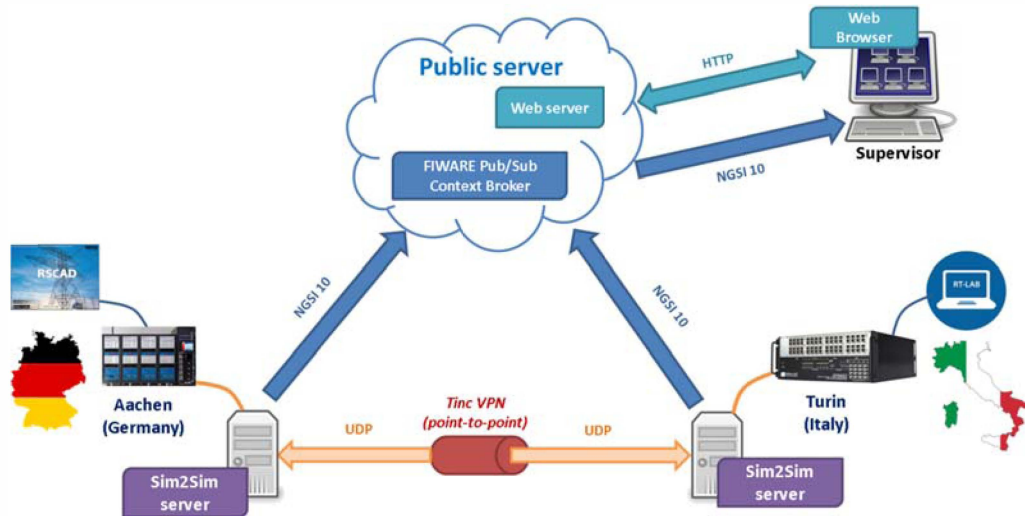 Web
Browser
Public server
HTTP
Web server
FIWARE Pub/Sub
Context Broker
NGSI 10
Supervisor
RSCAD
NGSI 10
NGSI 10
RT-LAB
Aachen
(Germany)
Tinc VPN
(point-to-point)
Turin
(Italy)
UDP
UDP
Sim2Sim
server
Sim2Sim
server